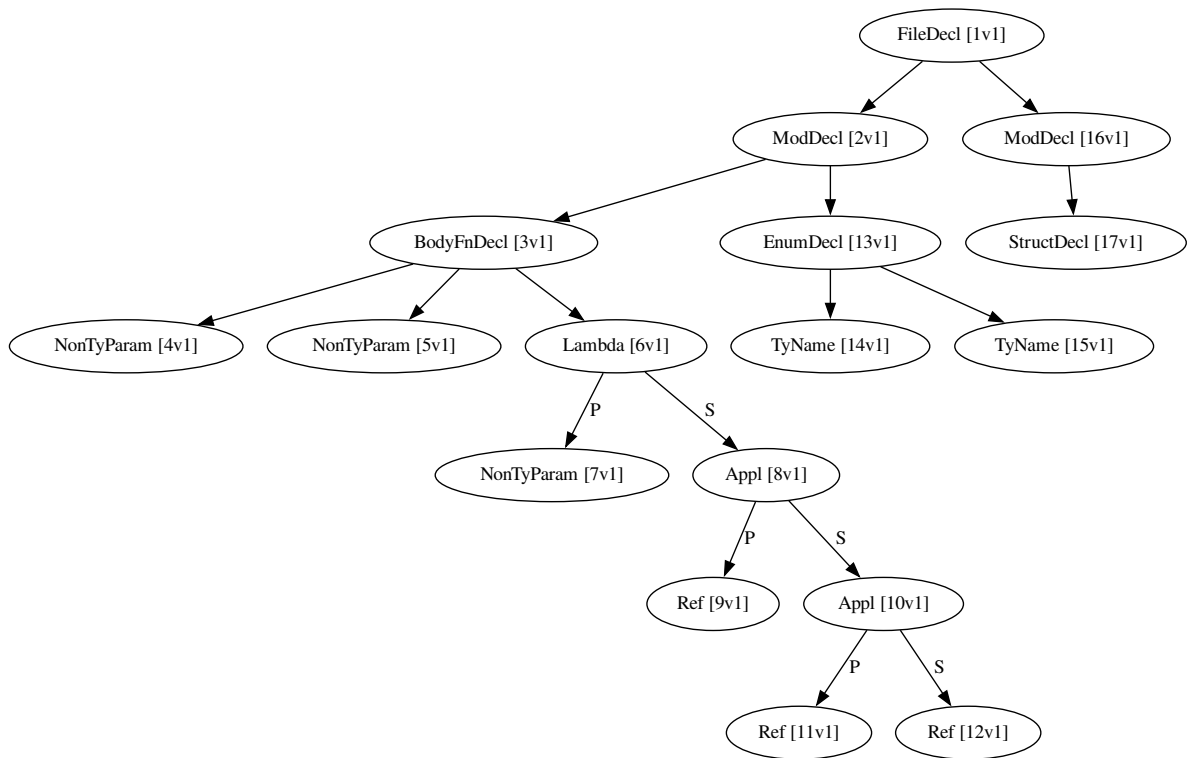 FileDecl [1v1]
ModDecl [2v1]
ModDecl [16v1]
BodyFnDecl [3v1]
EnumDecl [13v1]
StructDecl [17v1]
NonTyParam [4v1]
NonTyParam [5v1]
Lambda [6v1]
TyName [14v1]
TyName [15v1]
P
S
NonTyParam [7v1]
Appl [8v1]
P
S
Ref [9v1]
Appl [10v1]
P
S
Ref [11v1]
Ref [12v1]